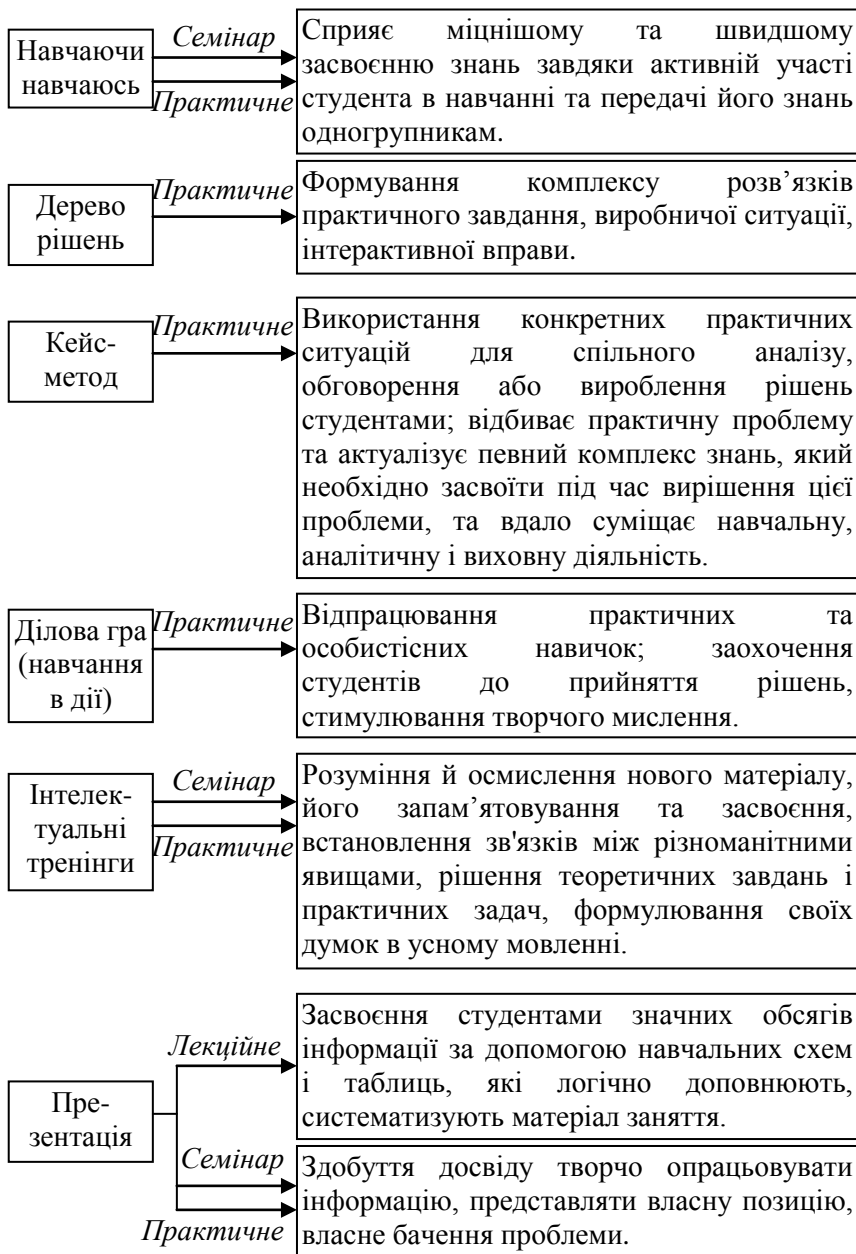 Навчаючи
навчаюсь
Семінар
Практичне
Сприяє міцнішому та швидшому
засвоєнню знань завдяки активній участі
студента в навчанні та передачі його знань
одногрупникам.
Дерево
рішень
Практичне
Формування комплексу розв’язків
практичного завдання, виробничої ситуації,
інтерактивної вправи.
Кейс-
метод
Практичне
Використання конкретних практичних
ситуацій для спільного аналізу,
обговорення або вироблення рішень
студентами; відбиває практичну проблему
та актуалізує певний комплекс знань, який
необхідно засвоїти під час вирішення цієї
проблеми, та вдало суміщає навчальну,
аналітичну і виховну діяльність.
Ділова гра
(навчання
в дії)
Практичне
Відпрацювання практичних та
особистісних навичок; заохочення
студентів до прийняття рішень,
стимулювання творчого мислення.
Інтелек-
туальні
тренінги
Семінар
Практичне
Розуміння й осмислення нового матеріалу,
його запам’ятовування та засвоєння,
встановлення зв'язків між різноманітними
явищами, рішення теоретичних завдань і
практичних задач, формулювання своїх
думок в усному мовленні.
Пре-
зентація
Лекційне
Засвоєння студентами значних обсягів
інформації за допомогою навчальних схем
і таблиць, які логічно доповнюють,
систематизують матеріал заняття.
Семінар
Практичне
Здобуття досвіду творчо опрацьовувати
інформацію, представляти власну позицію,
власне бачення проблеми.